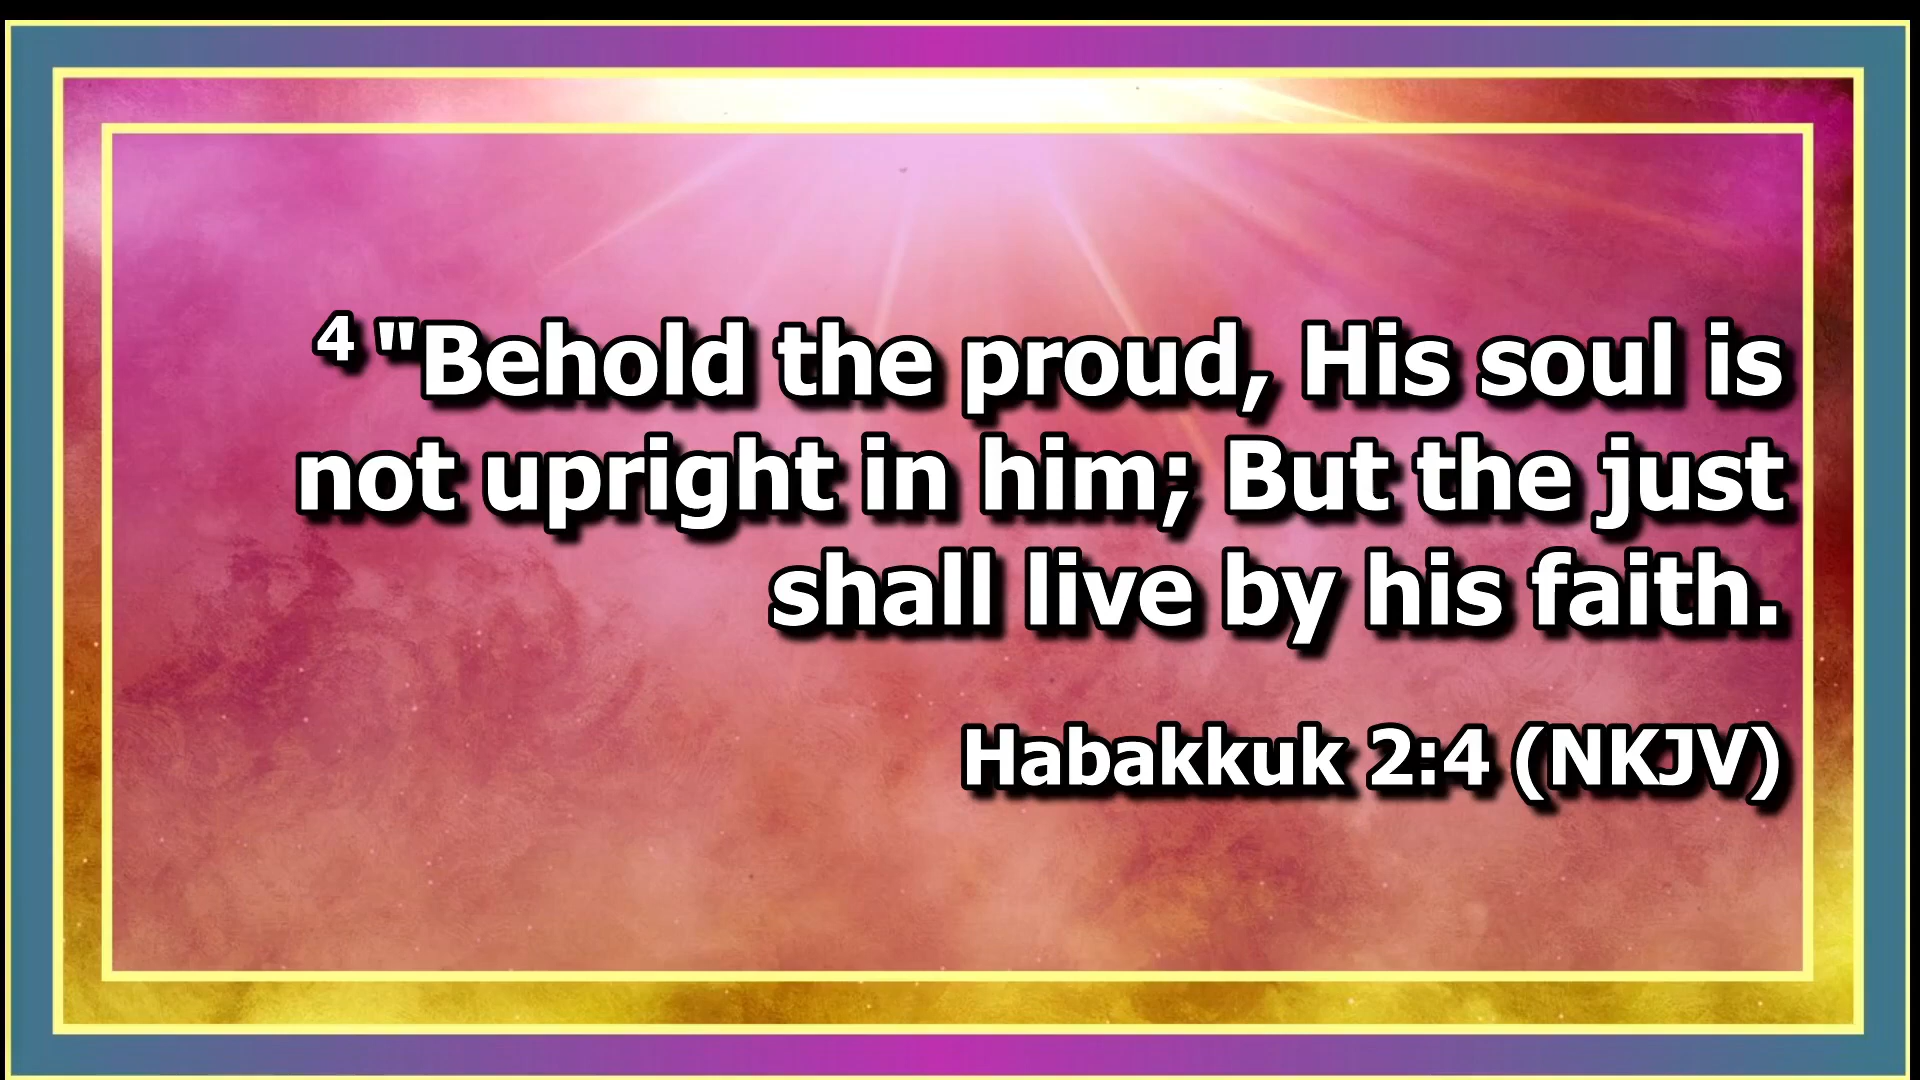 4 "Behold the proud, His soul is
not upright in him; But the just
shall live by his faith.
Habakkuk 2:4 (NKJV)